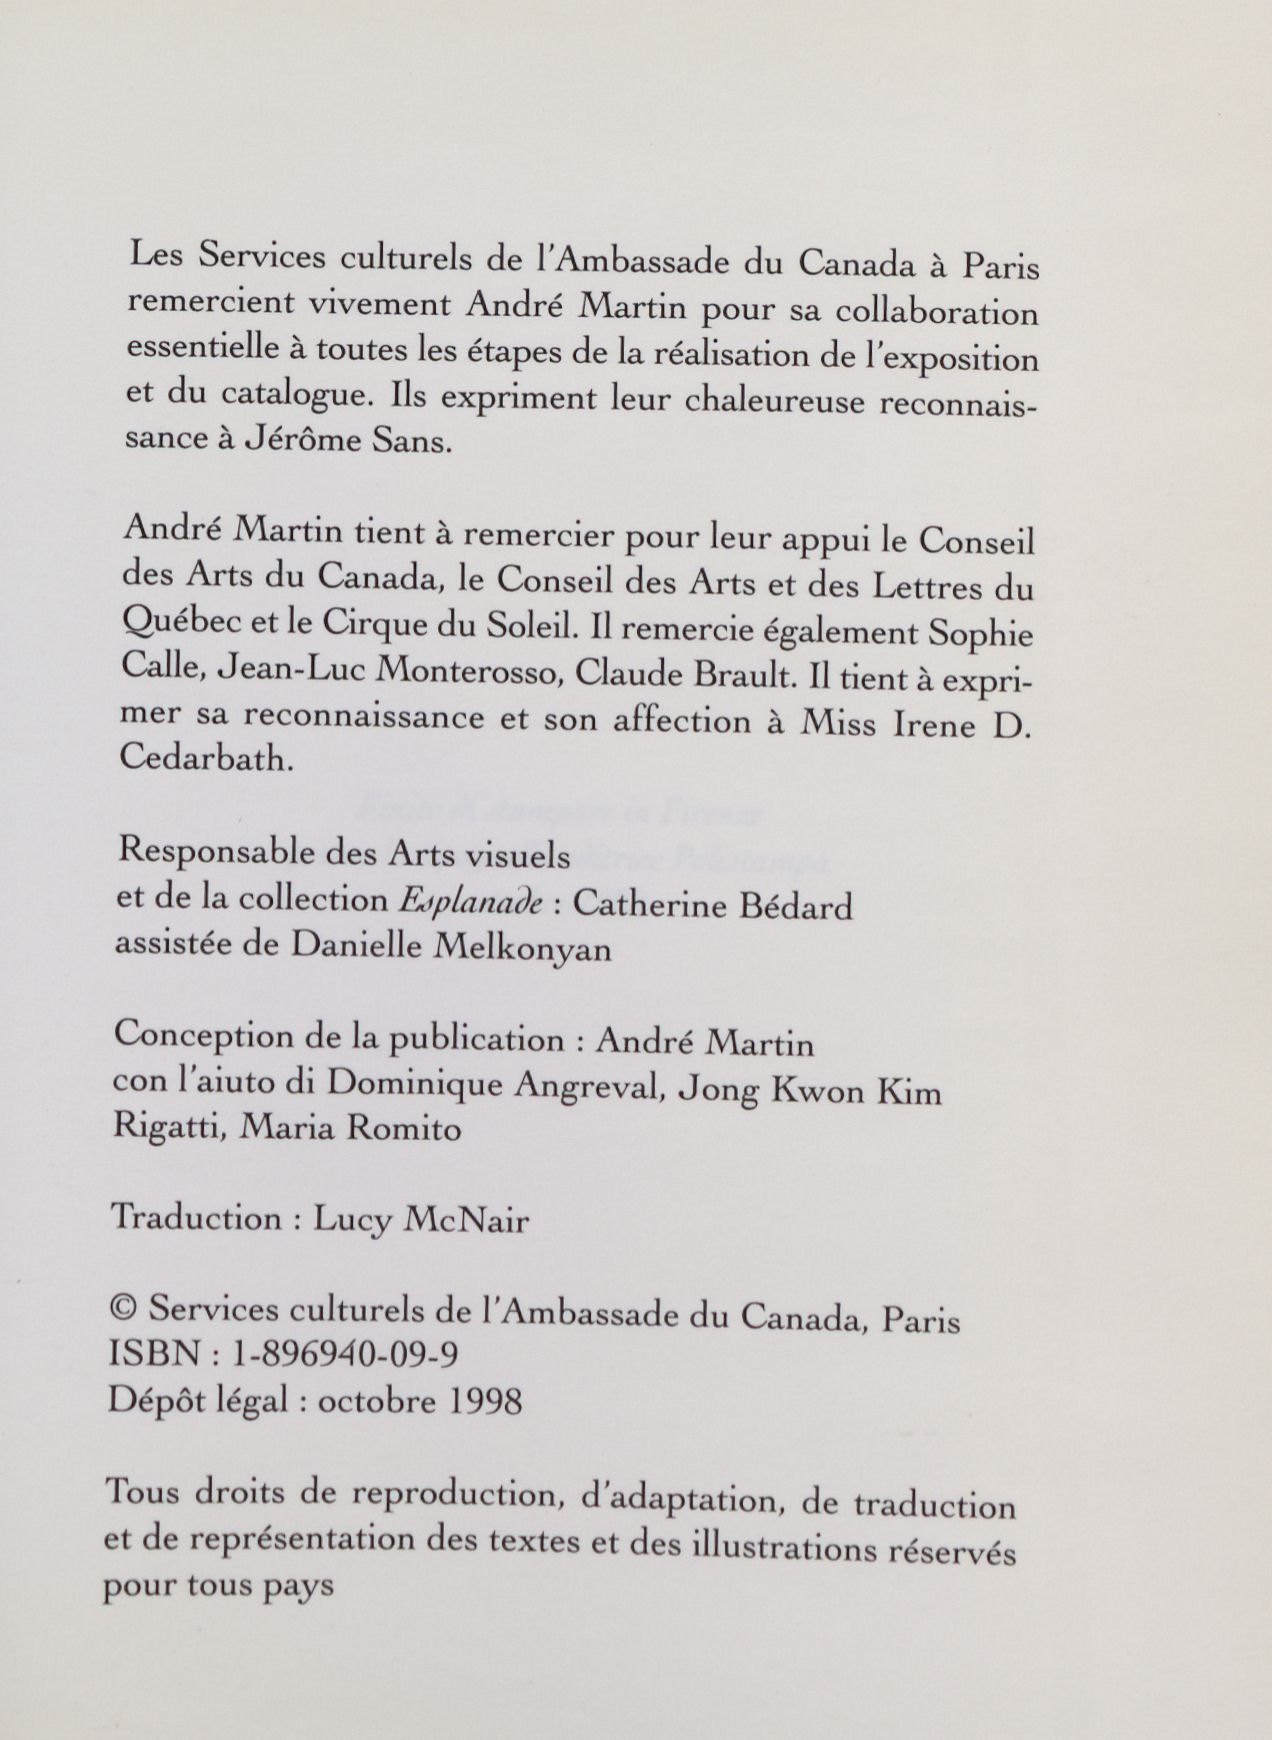 Les Services culturels de l'Ambassade du Canada à Paris
remercient vivement André Martin pour sa collaboration
essentielle à toutes les étapes de la réalisation de l'exposition
et du catalogue. Ils expriment leur chaleureuse reconnais-
sance à Jérôme Sans.
André Martin tient à remercier pour leur appui le Conseil
des Arts du Canada, le Conseil des Arts et des Lettres du
Québec et le Cirque du Soleil. Il remercie également Sophie
Calle, Jean-Luc Monterosso, Claude Brault. Il tient à expri-
mer sa reconnaissance et son affection à Miss Irene D.
Cedarbath.
Responsable des Arts visuels
et de la collection Esplanade : Catherine Bédard
assistée de Danielle Melkonyan
Conception de la publication : André Martin
con l'aiuto di Dominique Angreval, Jong Kwon Kim
Rigatti, Maria Romito
Traduction : Lucy McNair
© Services culturels de l'Ambassade du Canada, Paris
ISBN : 1-896940-09-9
Dépôt légal : octobre 1998
Tous droits de reproduction, d'adaptation, de traduction
et de représentation des textes et des illustrations réservés
pour tous pays